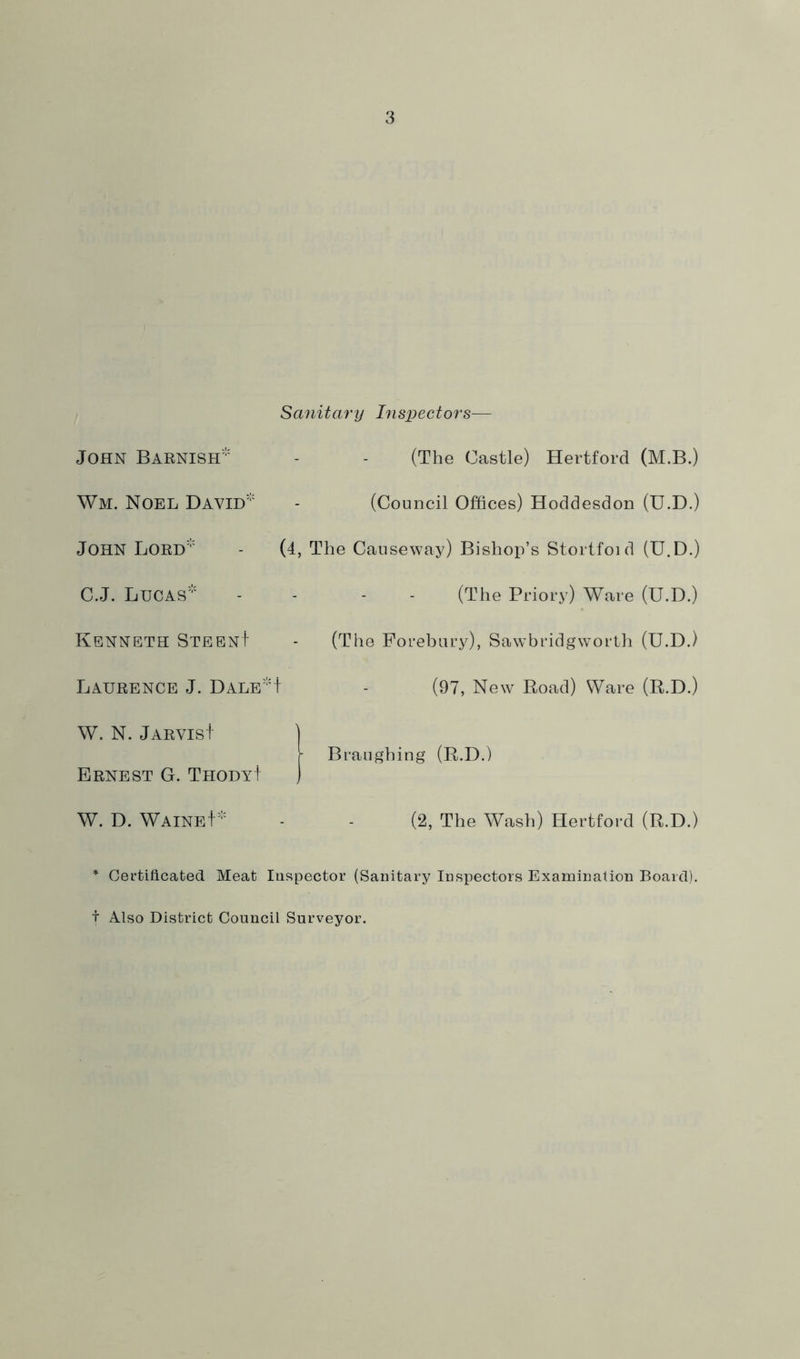 3
Sanitary Inspectors—
JOHN BARNISH* - - (The Castle) Hertford (M.B.)
WM. NOEL DAVID* - (Council Offices) Hoddesdon (U.D.)
JOHN LORD* - (4, The Causeway) Bishop's Stortford (U.D.)
C.J. LUCAS* - - - - (The Priory) Ware (U.D.)
KENNETH STEEN† - (The Forebury), Sawbridgworth (U.D.)
LAURENCE J. DALE*† - (97, New Road) Ware (R.D.)
W. N. JARVIS†
ERNEST G. THODY† } Braughing (R.D.)
W. D. WAINE†* - - (2, The Wash) Hertford (R.D.)
* Certificated Meat Inspector (Sanitary Inspectors Examination Board).
† Also District Council Surveyor.